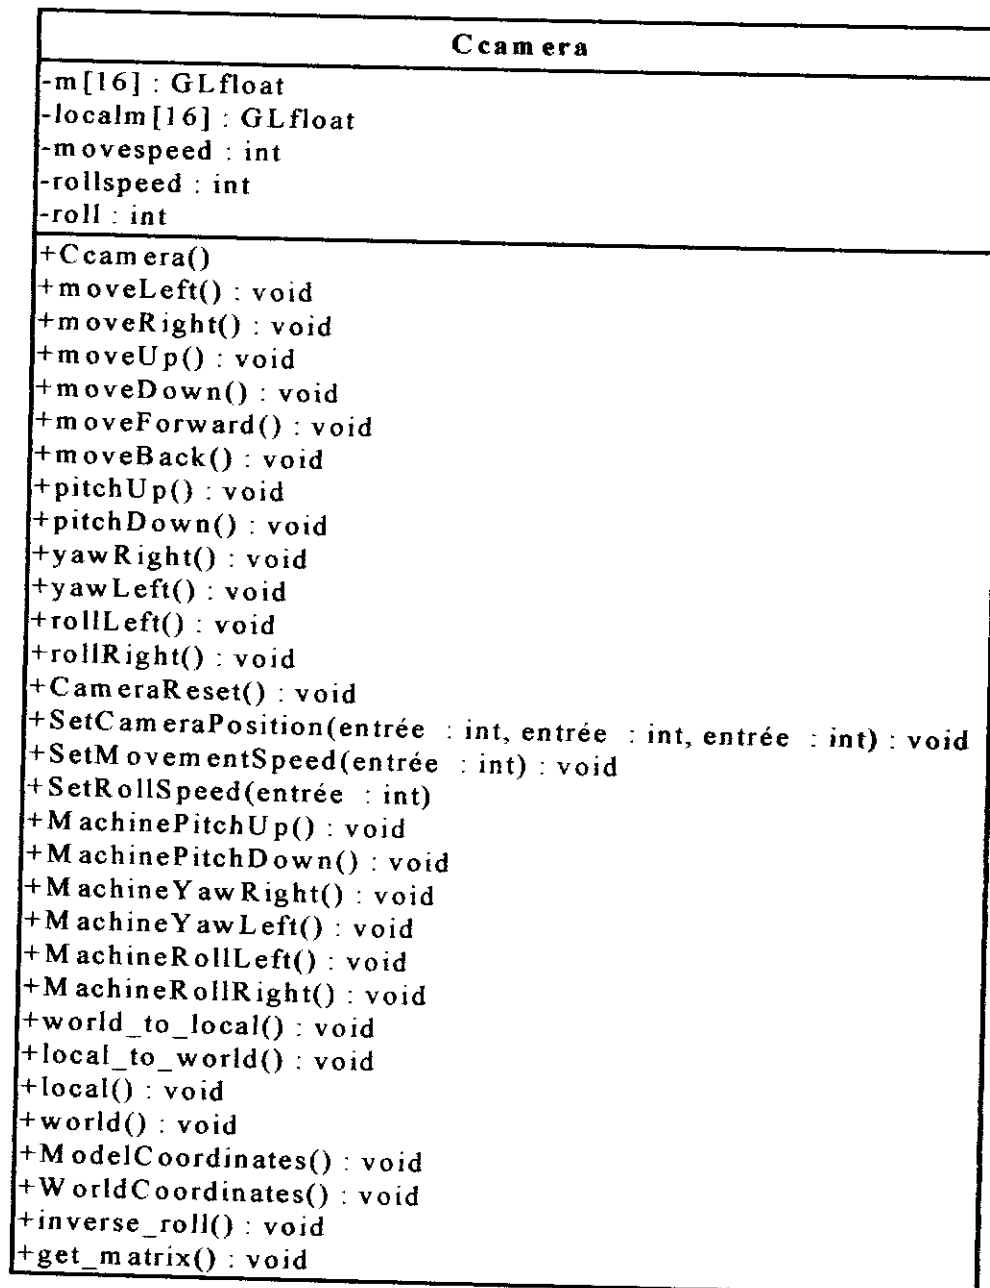 Ccamera
-m[16] : GLfloat
-localm[16] : GLfloat
-movespeed : int
-rollspeed : int
-roll : int
+Ccamera()
+moveLeft() : void
+moveRight() : void
+moveUp() : void
+moveDown() : void
+moveForward() : void
+moveBack() : void
+pitchUp() : void
+pitchDown() : void
+yawRight() : void
+yawLeft() : void
+rollLeft() : void
+rollRight() : void
+CameraReset() : void
+SetCameraPosition(entrée : int, entrée : int, entrée : int) : void
+SetMovementSpeed(entrée : int) : void
+SetRollSpeed(entrée : int)
+MachinePitchUp() : void
+MachinePitchDown() : void
+MachineYawRight() : void
+MachineYawLeft() : void
+MachineRollLeft() : void
+MachineRollRight() : void
+world_to_local() : void
+local_to_world() : void
+local() : void
+world() : void
+ModelCoordinates() : void
+WorldCoordinates() : void
+inverse_roll() : void
+get_matrix() : void